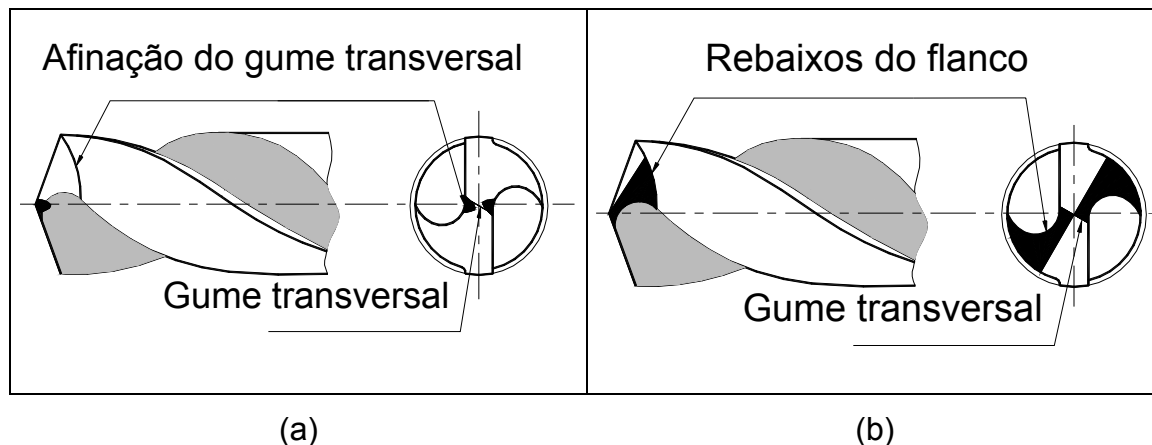 Afinação do gume transversal
Gume transversal
Rebaixos do flanco
Gume transversal
(a)
(b)